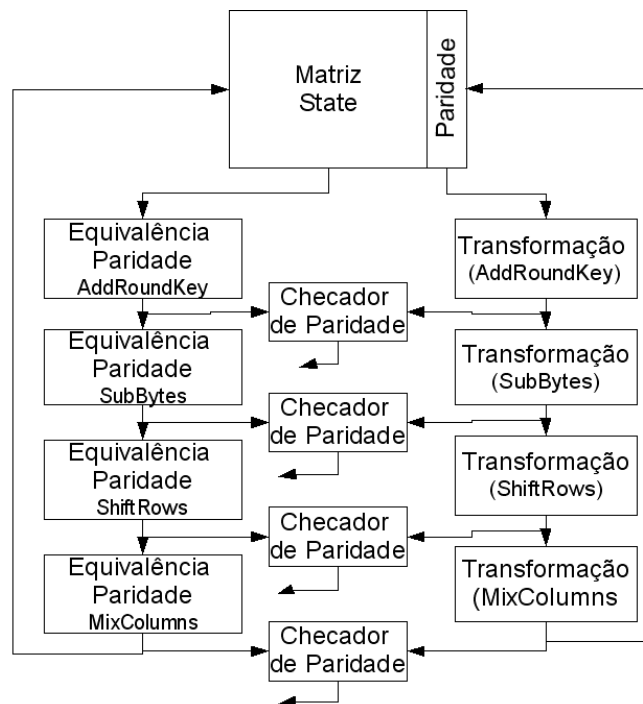 Matriz
State
Paridade
Equivalência
Paridade
AddRoundKey
Transformação
(AddRoundKey)
Checador
de Paridade
Equivalência
Paridade
SubBytes
Transformação
(SubBytes)
Checador
de Paridade
Equivalência
Paridade
ShiftRows
Transformação
(ShiftRows)
Checador
de Paridade
Equivalência
Paridade
MixColumns
Transformação
(MixColumns
Checador
de Paridade